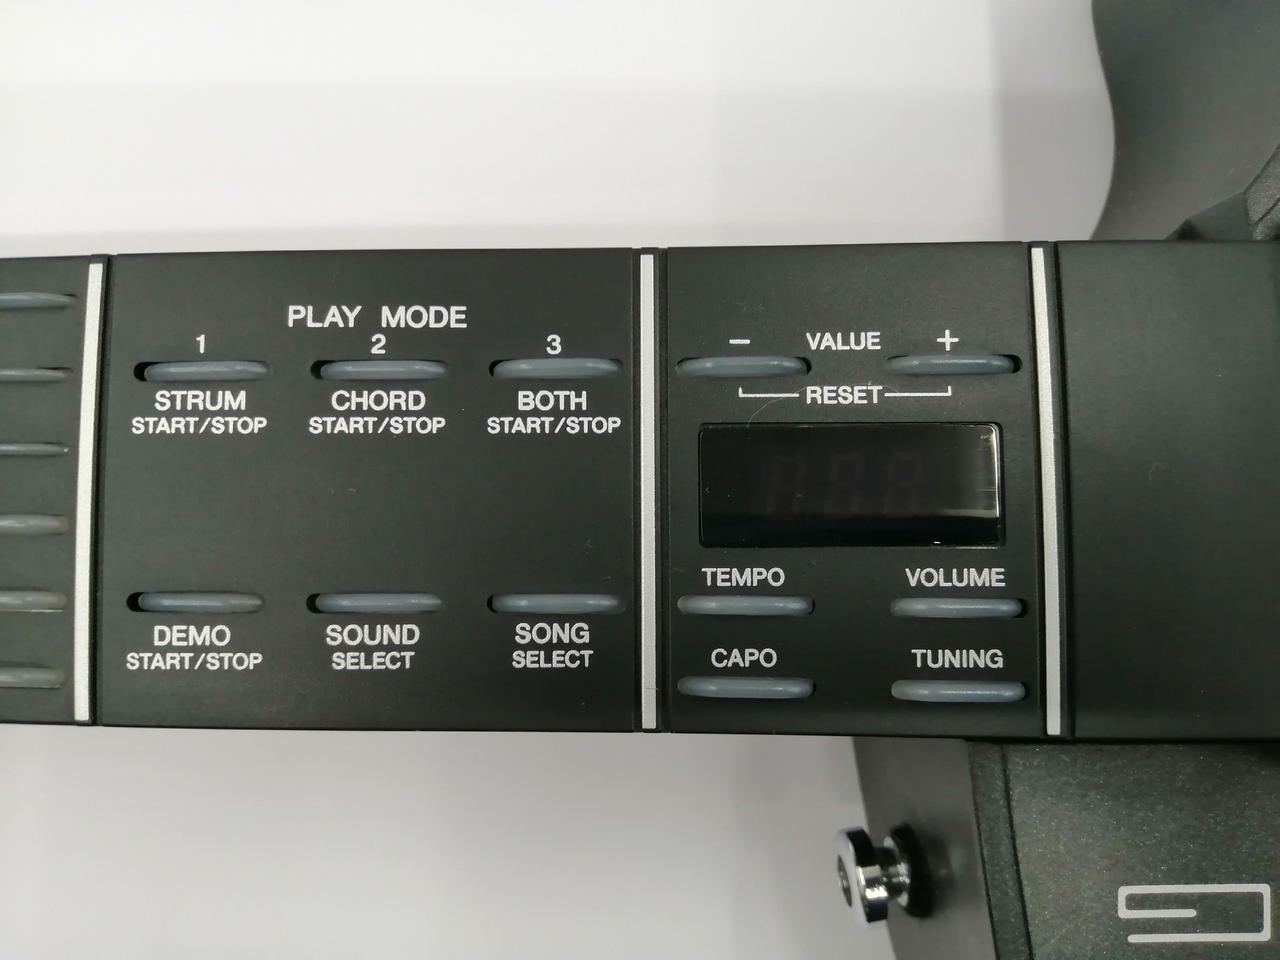 PLAY MODE
1 2 3
STRUM CHORD BOTH
START/STOP START/STOP START/STOP
DEMO SOUND SONG
START/STOP SELECT SELECT
− VALUE +
RESET
TEMPO VOLUME
CAPO TUNING